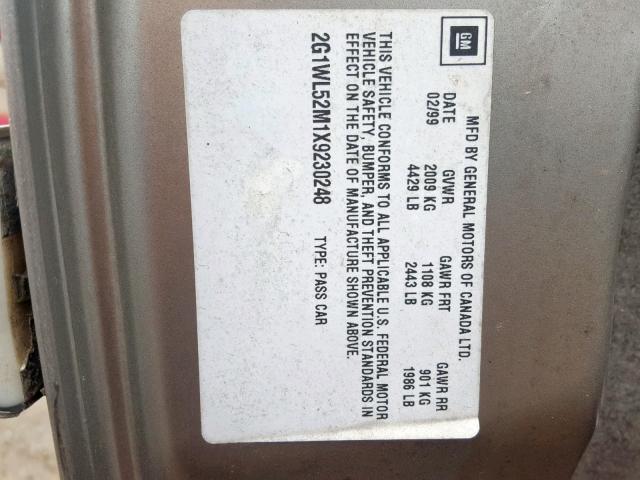 GM
MFD BY GENERAL MOTORS OF CANADA LTD.
DATE GVWR GAWR FRT GAWR RR
02/99 2009 KG 1108 KG 901 KG
4429 LB 2443 LB 1986 LB
THIS VEHICLE CONFORMS TO ALL APPLICABLE U.S. FEDERAL MOTOR
VEHICLE SAFETY, BUMPER, AND THEFT PREVENTION STANDARDS IN
EFFECT ON THE DATE OF MANUFACTURE SHOWN ABOVE.
2G1WL52M1X9230248 TYPE: PASS CAR